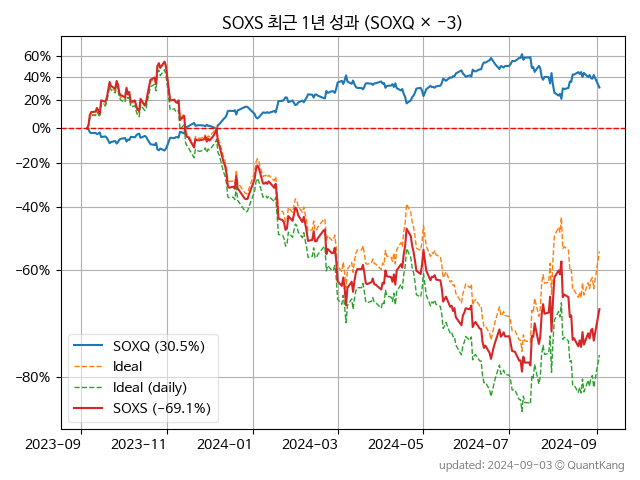 SOXS 최근 1년 성과 (SOXQ × −3)
60%
40%
20%
0%
−20%
−40%
−60%
−80%
SOXQ (30.5%)
Ideal
Ideal (daily)
SOXS (−69.1%)
2023-09
2023-11
2024-01
2024-03
2024-05
2024-07
2024-09
updated: 2024-09-03 © QuantKang